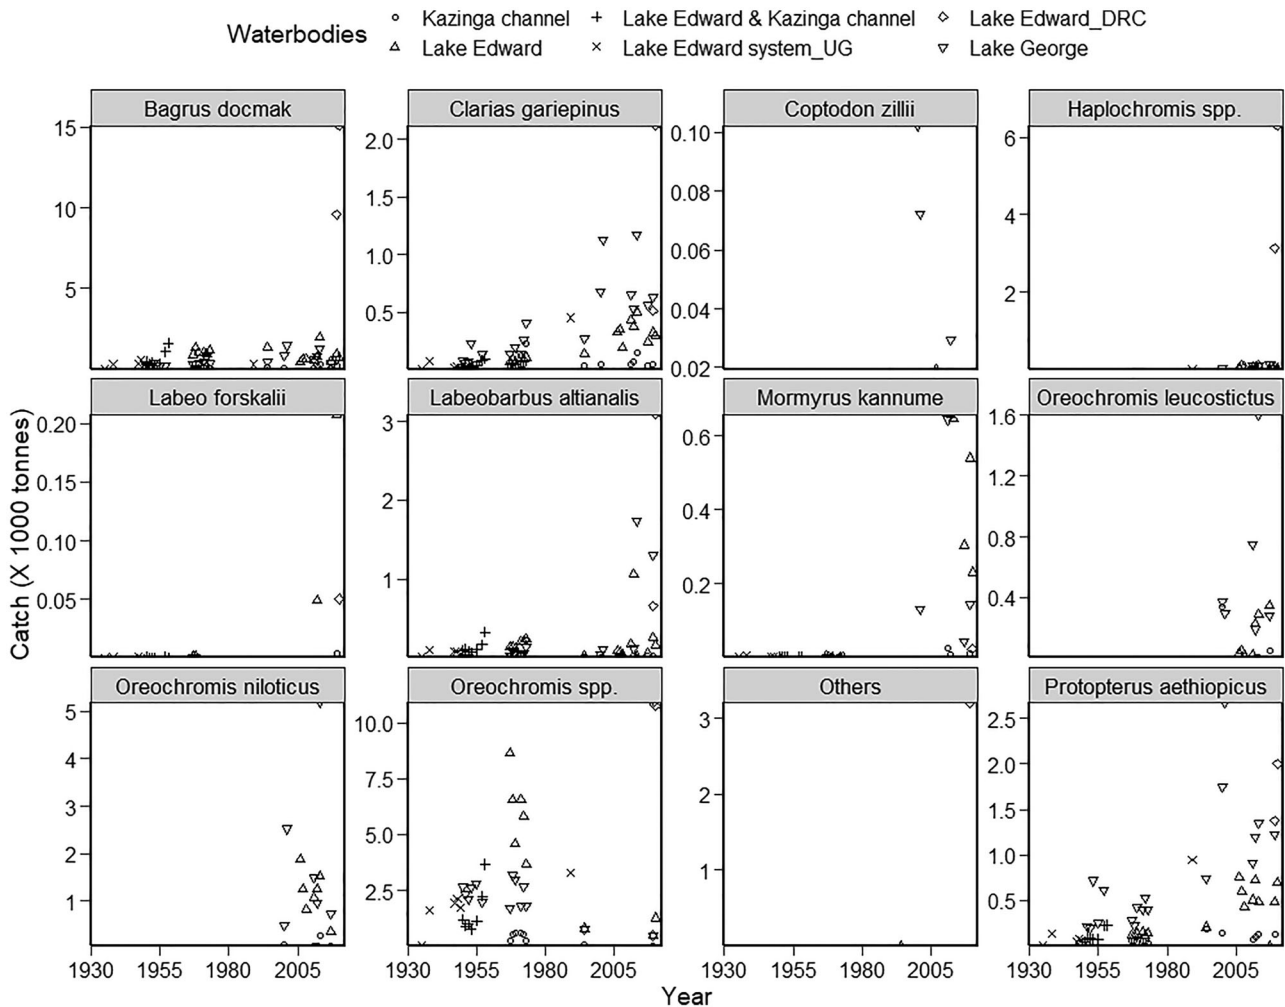 Waterbodies
Kazinga channel
Lake Edward & Kazinga channel
Lake Edward_DRC
Lake Edward
Lake Edward system_UG
Lake George
Bagrus docmak
Clarias gariepinus
Coptodon zillii
Haplochromis spp.
15
10
5
2.0
1.5
1.0
0.5
0.10
0.08
0.06
0.04
0.02
6
4
2
Labeo forskalii
Labeobarbus altianalis
Mormyrus kannume
Oreochromis leucostictus
0.20
0.15
0.10
0.05
3
2
1
0.6
0.4
0.2
1.6
1.2
0.8
0.4
Oreochromis niloticus
Oreochromis spp.
Others
Protopterus aethiopicus
5
4
3
2
1
10.0
7.5
5.0
2.5
3
2
1
2.5
2.0
1.5
1.0
0.5
1930 1955 1980 2005
1930 1955 1980 2005
1930 1955 1980 2005
1930 1955 1980 2005
Catch (X 1000 tonnes)
Year